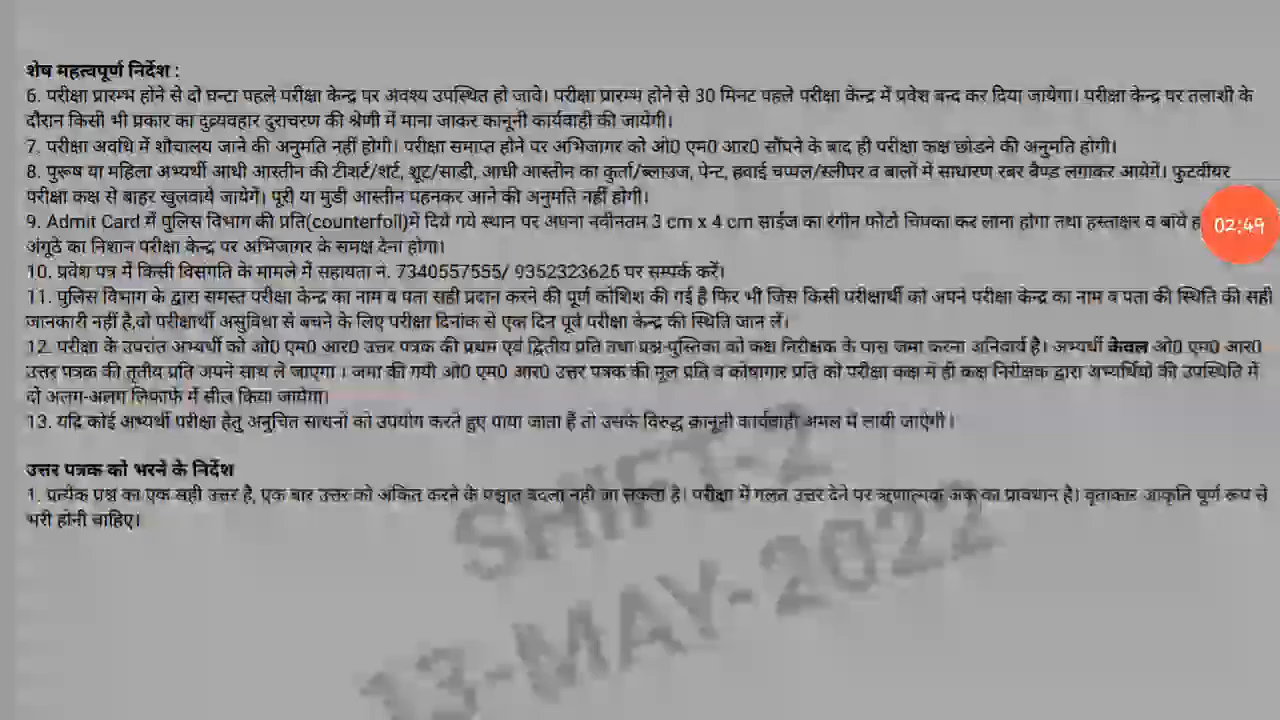 शेष महत्वपूर्ण निर्देश :
6. परीक्षा प्रारम्भ होने से दो घन्टा पहले परीक्षा केन्द्र पर अवश्य उपस्थित हो जावे। परीक्षा प्रारम्भ होने से 30 मिनट पहले परीक्षा केन्द्र में प्रवेश बन्द कर दिया जायेगा। परीक्षा केन्द्र पर तलाशी के
दौरान किसी भी प्रकार का दुव्यवहार दुराचरण की श्रेणी में माना जाकर कानूनी कार्यवाही की जायेगी।
7. परीक्षा अवधि में शौचालय जाने की अनुमति नहीं होगी। परीक्षा समाप्त होने पर अभिजागर को ओ0 एम0 आर0 सौंपने के बाद ही परीक्षा कक्ष छोडने की अनुमति होगी।
8. पुरूष या महिला अभ्यर्थी आधी आस्तीन की टीशर्ट/शर्ट, शूट/साडी, आधी आस्तीन का कुर्ता/ब्लाउज, पेन्ट, हवाई चप्पल/स्लीपर व बालों में साधारण रबर बैण्ड लगाकर आयेगें। फुटवीयर
परीक्षा कक्ष से बाहर खुलवाये जायेगें। पूरी या मुडी आस्तीन पहनकर आने की अनुमति नहीं होगी।
9. Admit Card में पुलिस विभाग की प्रति(counterfoil)मे दिये गये स्थान पर अपना नवीनतम 3 cm x 4 cm साईज का रंगीन फोटो चिपका कर लाना होगा तथा हस्ताक्षर व बांये ह
02:49
अंगूठे का निशान परीक्षा केन्द्र पर अभिजागर के समक्ष देना होगा।
10. प्रवेश पत्र में किसी विसंगति के मामले में सहायता नं. 7340557555/ 9352323625 पर सम्पर्क करें।
11. पुलिस विभाग के द्वारा समस्त परीक्षा केन्द्र का नाम व पता सही प्रदान करने की पूर्ण कोशिश की गई है फिर भी जिस किसी परीक्षार्थी को अपने परीक्षा केन्द्र का नाम व पता की स्थिति की सही
जानकारी नहीं है,वो परीक्षार्थी असुविधा से बचने के लिए परीक्षा दिनांक से एक दिन पूर्व परीक्षा केन्द्र की स्थिति जान लें।
12. परीक्षा के उपरांत अभ्यर्थी को ओ0 एम0 आर0 उत्तर पत्रक की प्रथम एवं द्वितीय प्रति तथा प्रश्न-पुस्तिका को कक्ष निरीक्षक के पास जमा करना अनिवार्य है। अभ्यर्थी केवल ओ0 एम0 आर0
उत्तर पत्रक की तृतीय प्रति अपने साथ ले जाएगा । जमा की गयी ओ0 एम0 आर0 उत्तर पत्रक की मूल प्रति व कोषागार प्रति को परीक्षा कक्ष में ही कक्ष निरीक्षक द्वारा अभ्यर्थियों की उपस्थिति में
दो अलग-अलग लिफाफे में सील किया जायेगा।
13. यदि कोई अभ्यर्थी परीक्षा हेतु अनुचित साधनों को उपयोग करते हुए पाया जाता है तो उसके विरुद्ध क़ानूनी कार्यवाही अमल में लायी जाऐगी।
उत्तर पत्रक को भरने के निर्देश
1. प्रत्येक प्रश्न का एक सही उत्तर है, एक बार उत्तर को अंकित करने के पश्चात बदला नही जा सकता है। परीक्षा में गलत उत्तर देने पर ऋणात्मक अंक का प्रावधान है। वृताकार आकृति पुर्ण रूप से
भरी होनी चाहिए।
SHIFT-2
13-MAY-2022